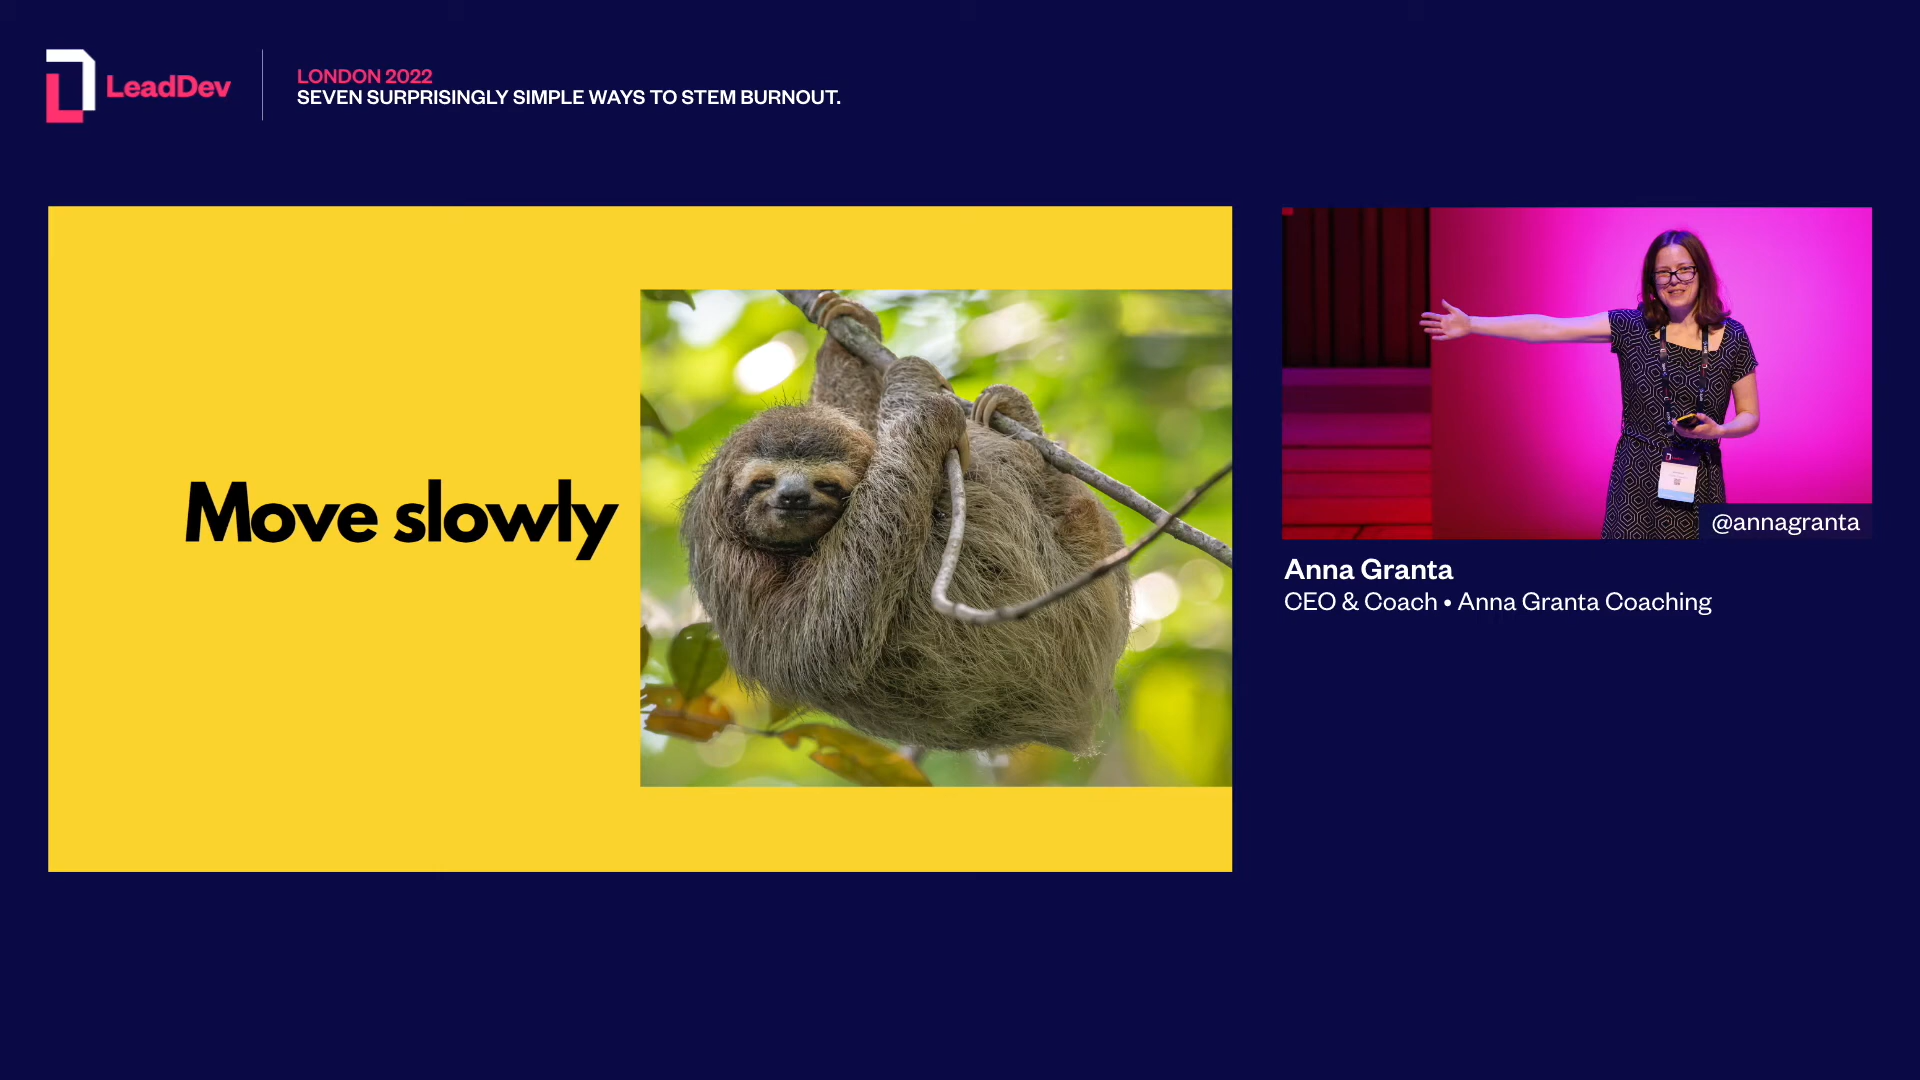 LeadDev
LONDON 2022
SEVEN SURPRISINGLY SIMPLE WAYS TO STEM BURNOUT.
Move slowly
@annagranta
Anna Granta
CEO & Coach • Anna Granta Coaching